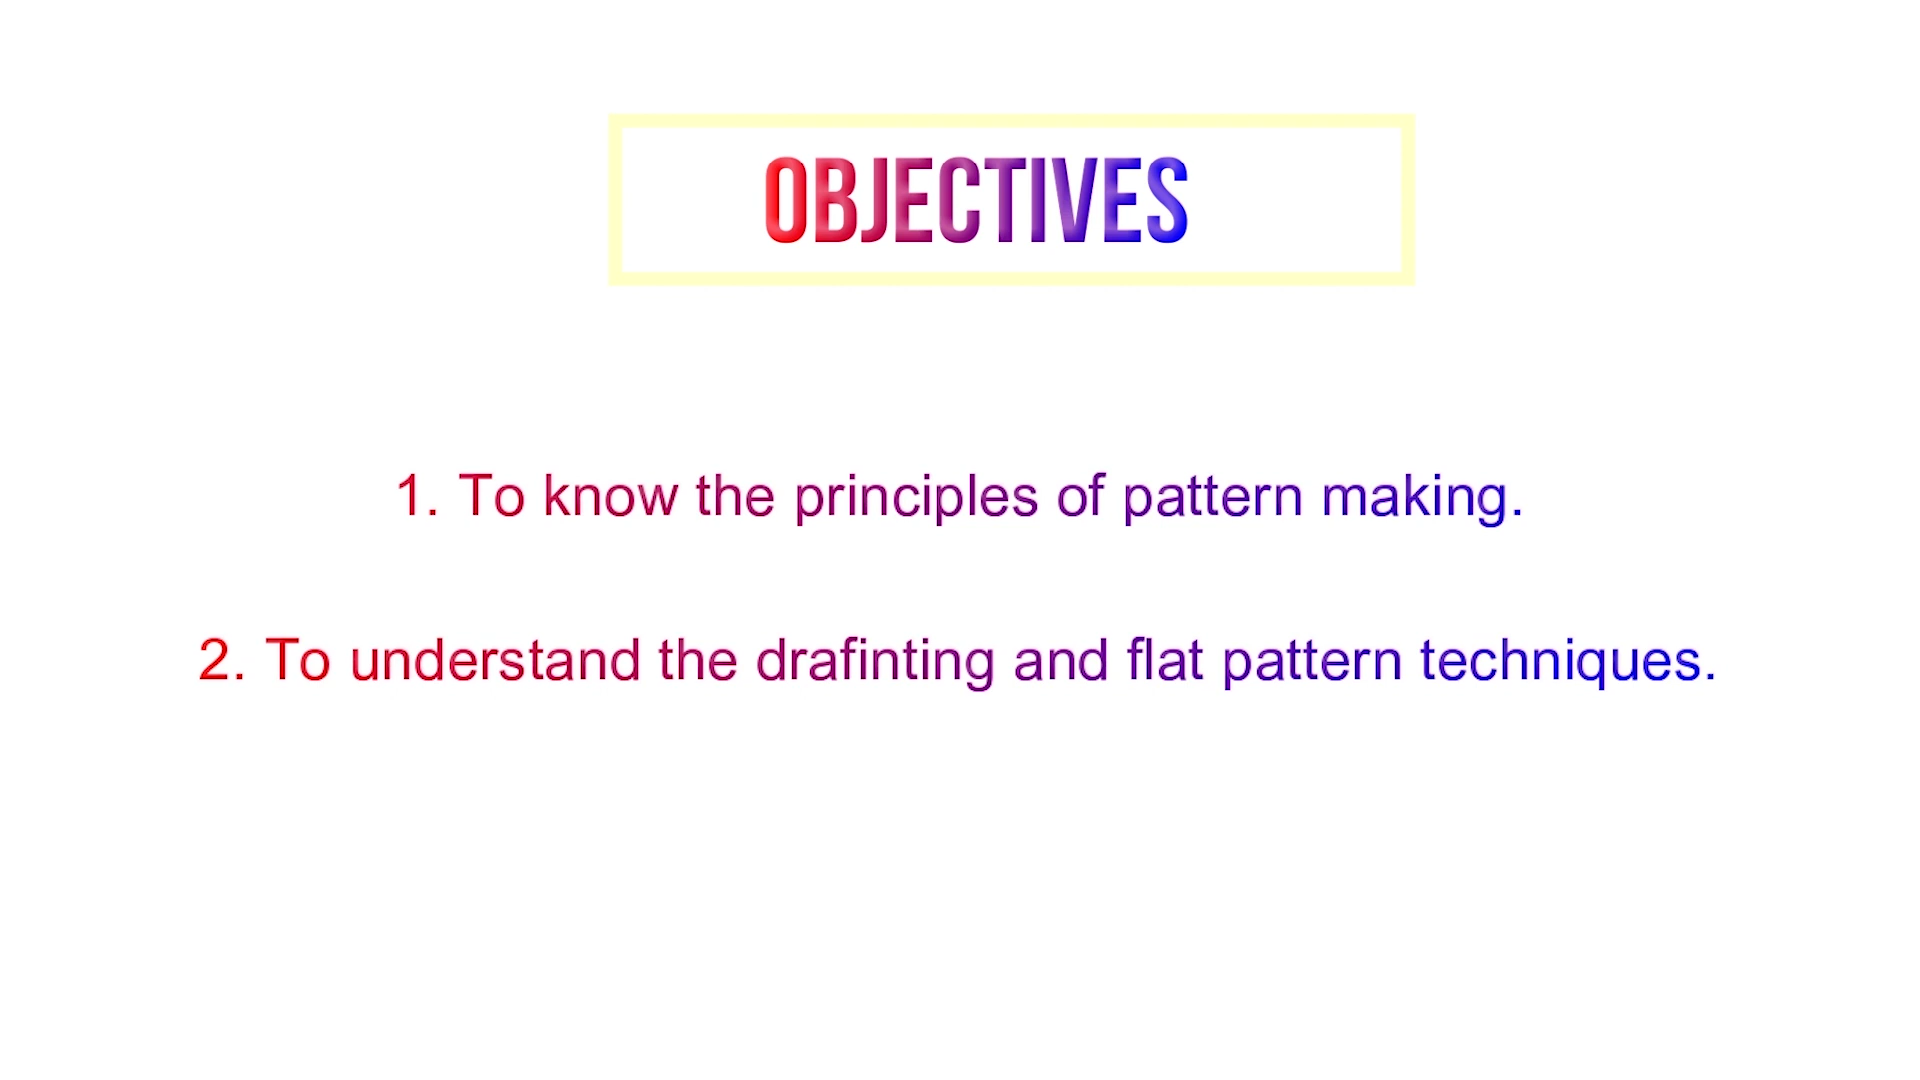 OBJECTIVES
1. To know the principles of pattern making.
2. To understand the drafinting and flat pattern techniques.